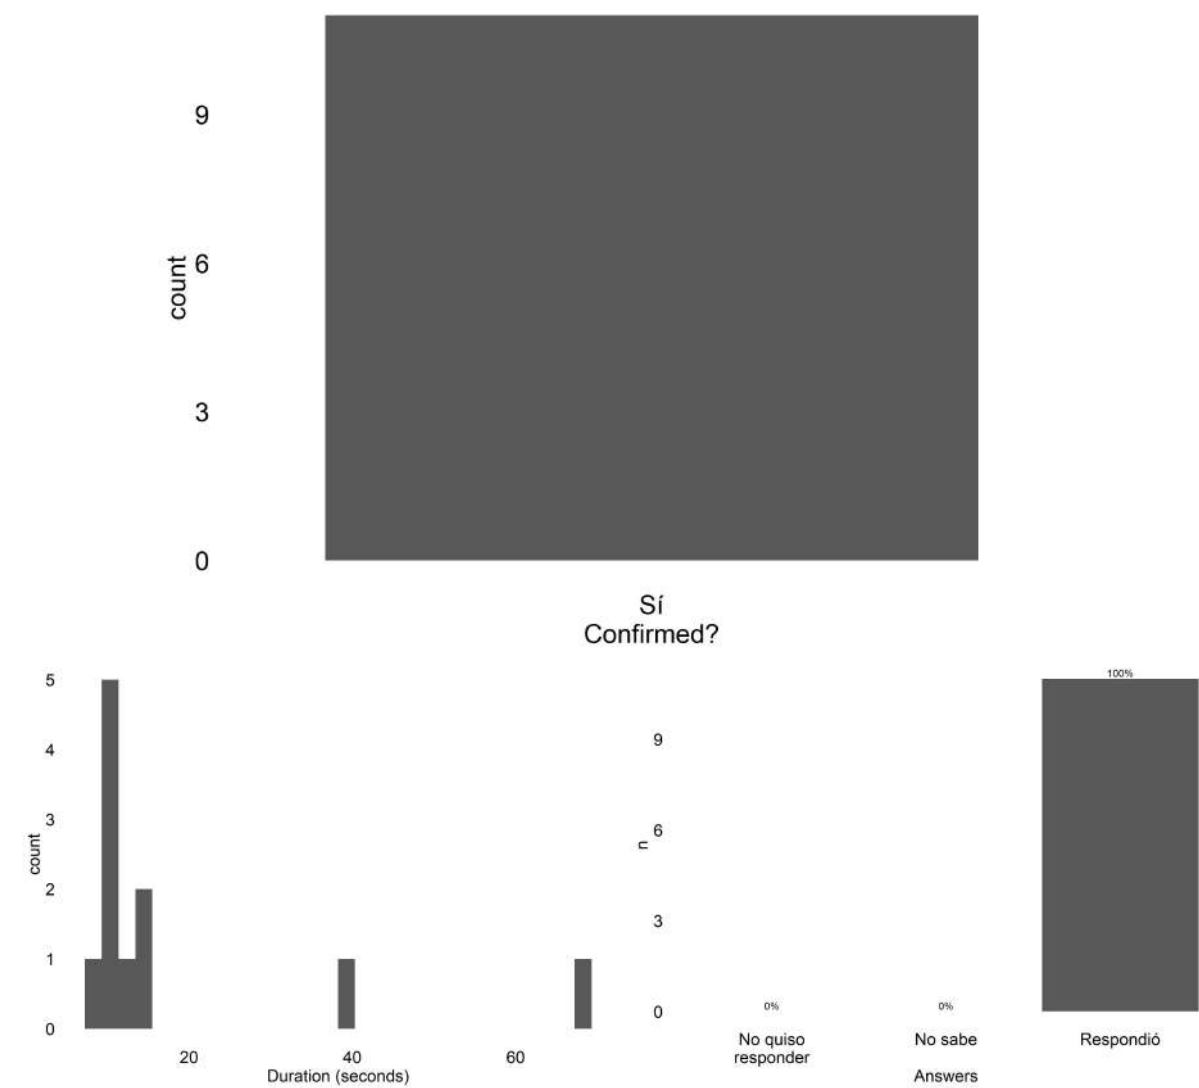 9
6
count
3
0
Sí
Confirmed?
5
4
3
count
2
1
0
20
40
60
Duration (seconds)
100%
9
6
n
3
0
0%
0%
No quiso
responder
No sabe
Respondió
Answers